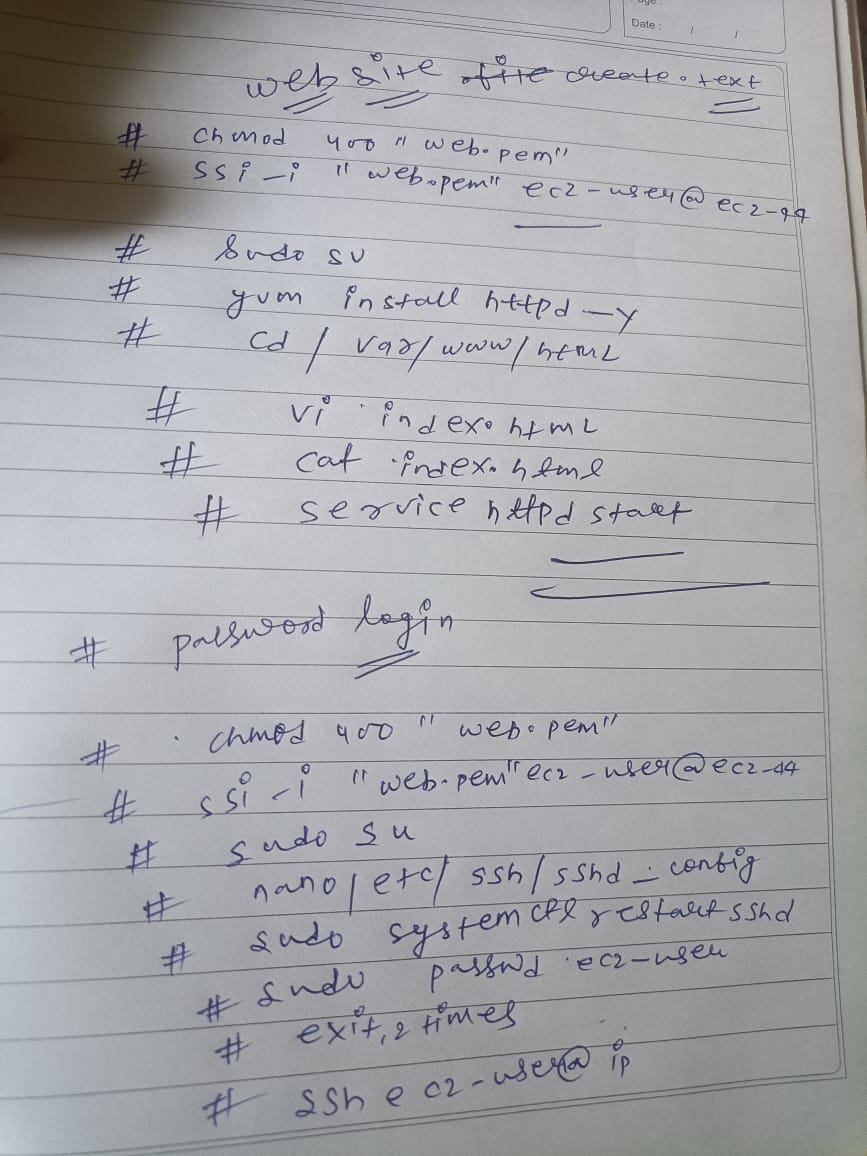 Date : / /
web site file create . text
# chmod 400 " web.pem"
# ssi -i " web.pem" ec2-user@ ec2-44
# sudo su
# yum install httpd -y
# cd / var/ www/ html
# vi index. html
# cat index. html
# service httpd start
# password login
# chmod 400 " web.pem"
# ssi -i "web.pem" ec2-user@ec2-44
# sudo su
# nano /etc/ ssh/ sshd_config
# sudo systemctl restart sshd
# sudo passwd ec2-user
# exit, 2 times
# ssh ec2-user@ ip